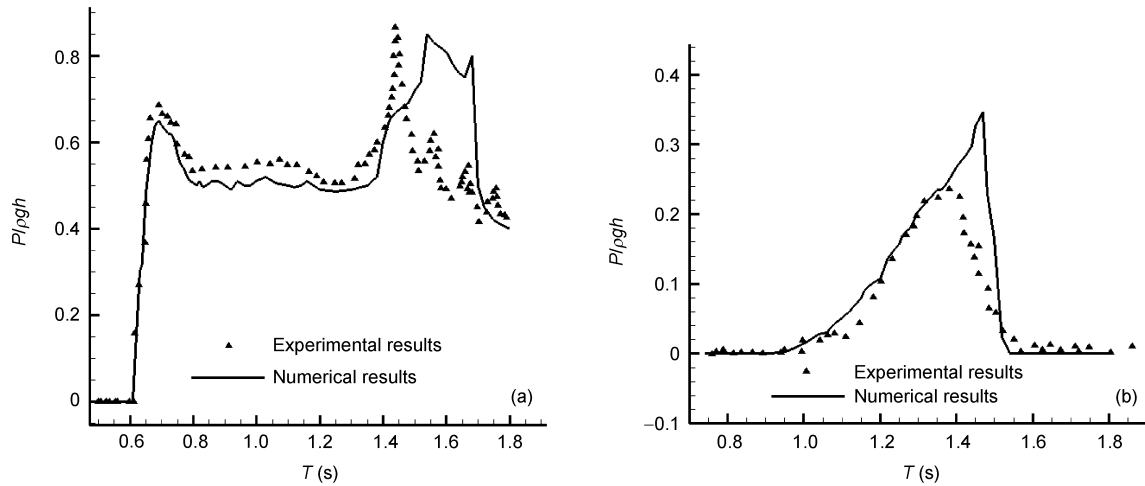 0.8
0.6
0.4
0.2
0
P/ρgh
Experimental results
Numerical results
(a)
0.6 0.8 1.0 1.2 1.4 1.6 1.8
T (s)
0.4
0.3
0.2
0.1
0
−0.1
P/ρgh
Experimental results
Numerical results
(b)
0.8 1.0 1.2 1.4 1.6 1.8
T (s)